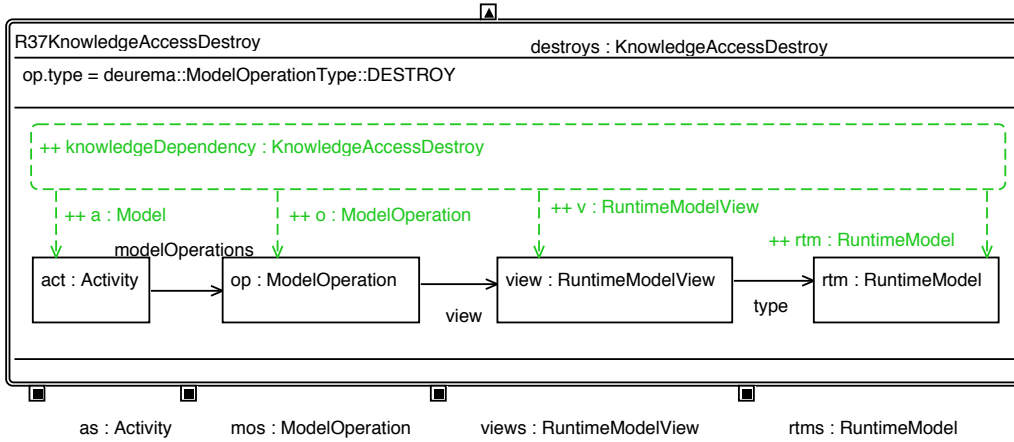 R37KnowledgeAccessDestroy
destroys : KnowledgeAccessDestroy
op.type = deurema::ModelOperationType::DESTROY
++ knowledgeDependency : KnowledgeAccessDestroy
++ a : Model
++ o : ModelOperation
++ v : RuntimeModelView
++ rtm : RuntimeModel
modelOperations
act : Activity
op : ModelOperation
view : RuntimeModelView
rtm : RuntimeModel
view
type
as : Activity
mos : ModelOperation
views : RuntimeModelView
rtms : RuntimeModel